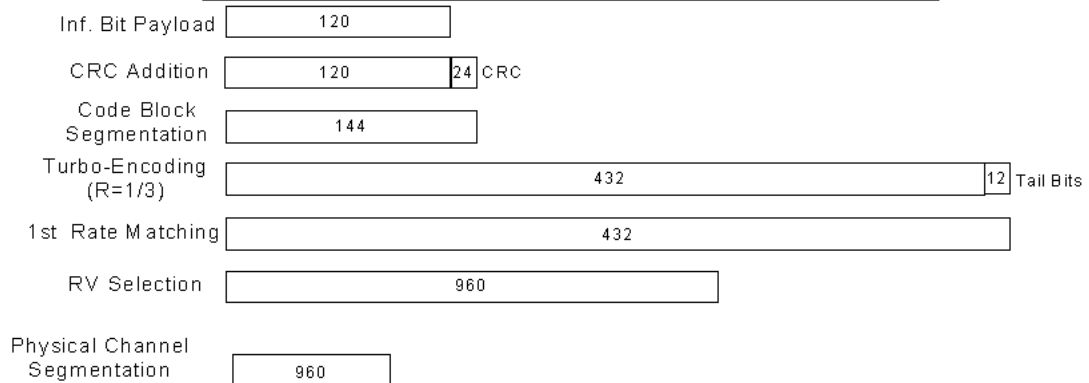 Inf. Bit Payload 120
CRC Addition 120 24 CRC
Code Block
Segmentation 144
Turbo-Encoding
(R=1/3) 432 12 Tail Bits
1st Rate Matching 432
RV Selection 960
Physical Channel
Segmentation 960